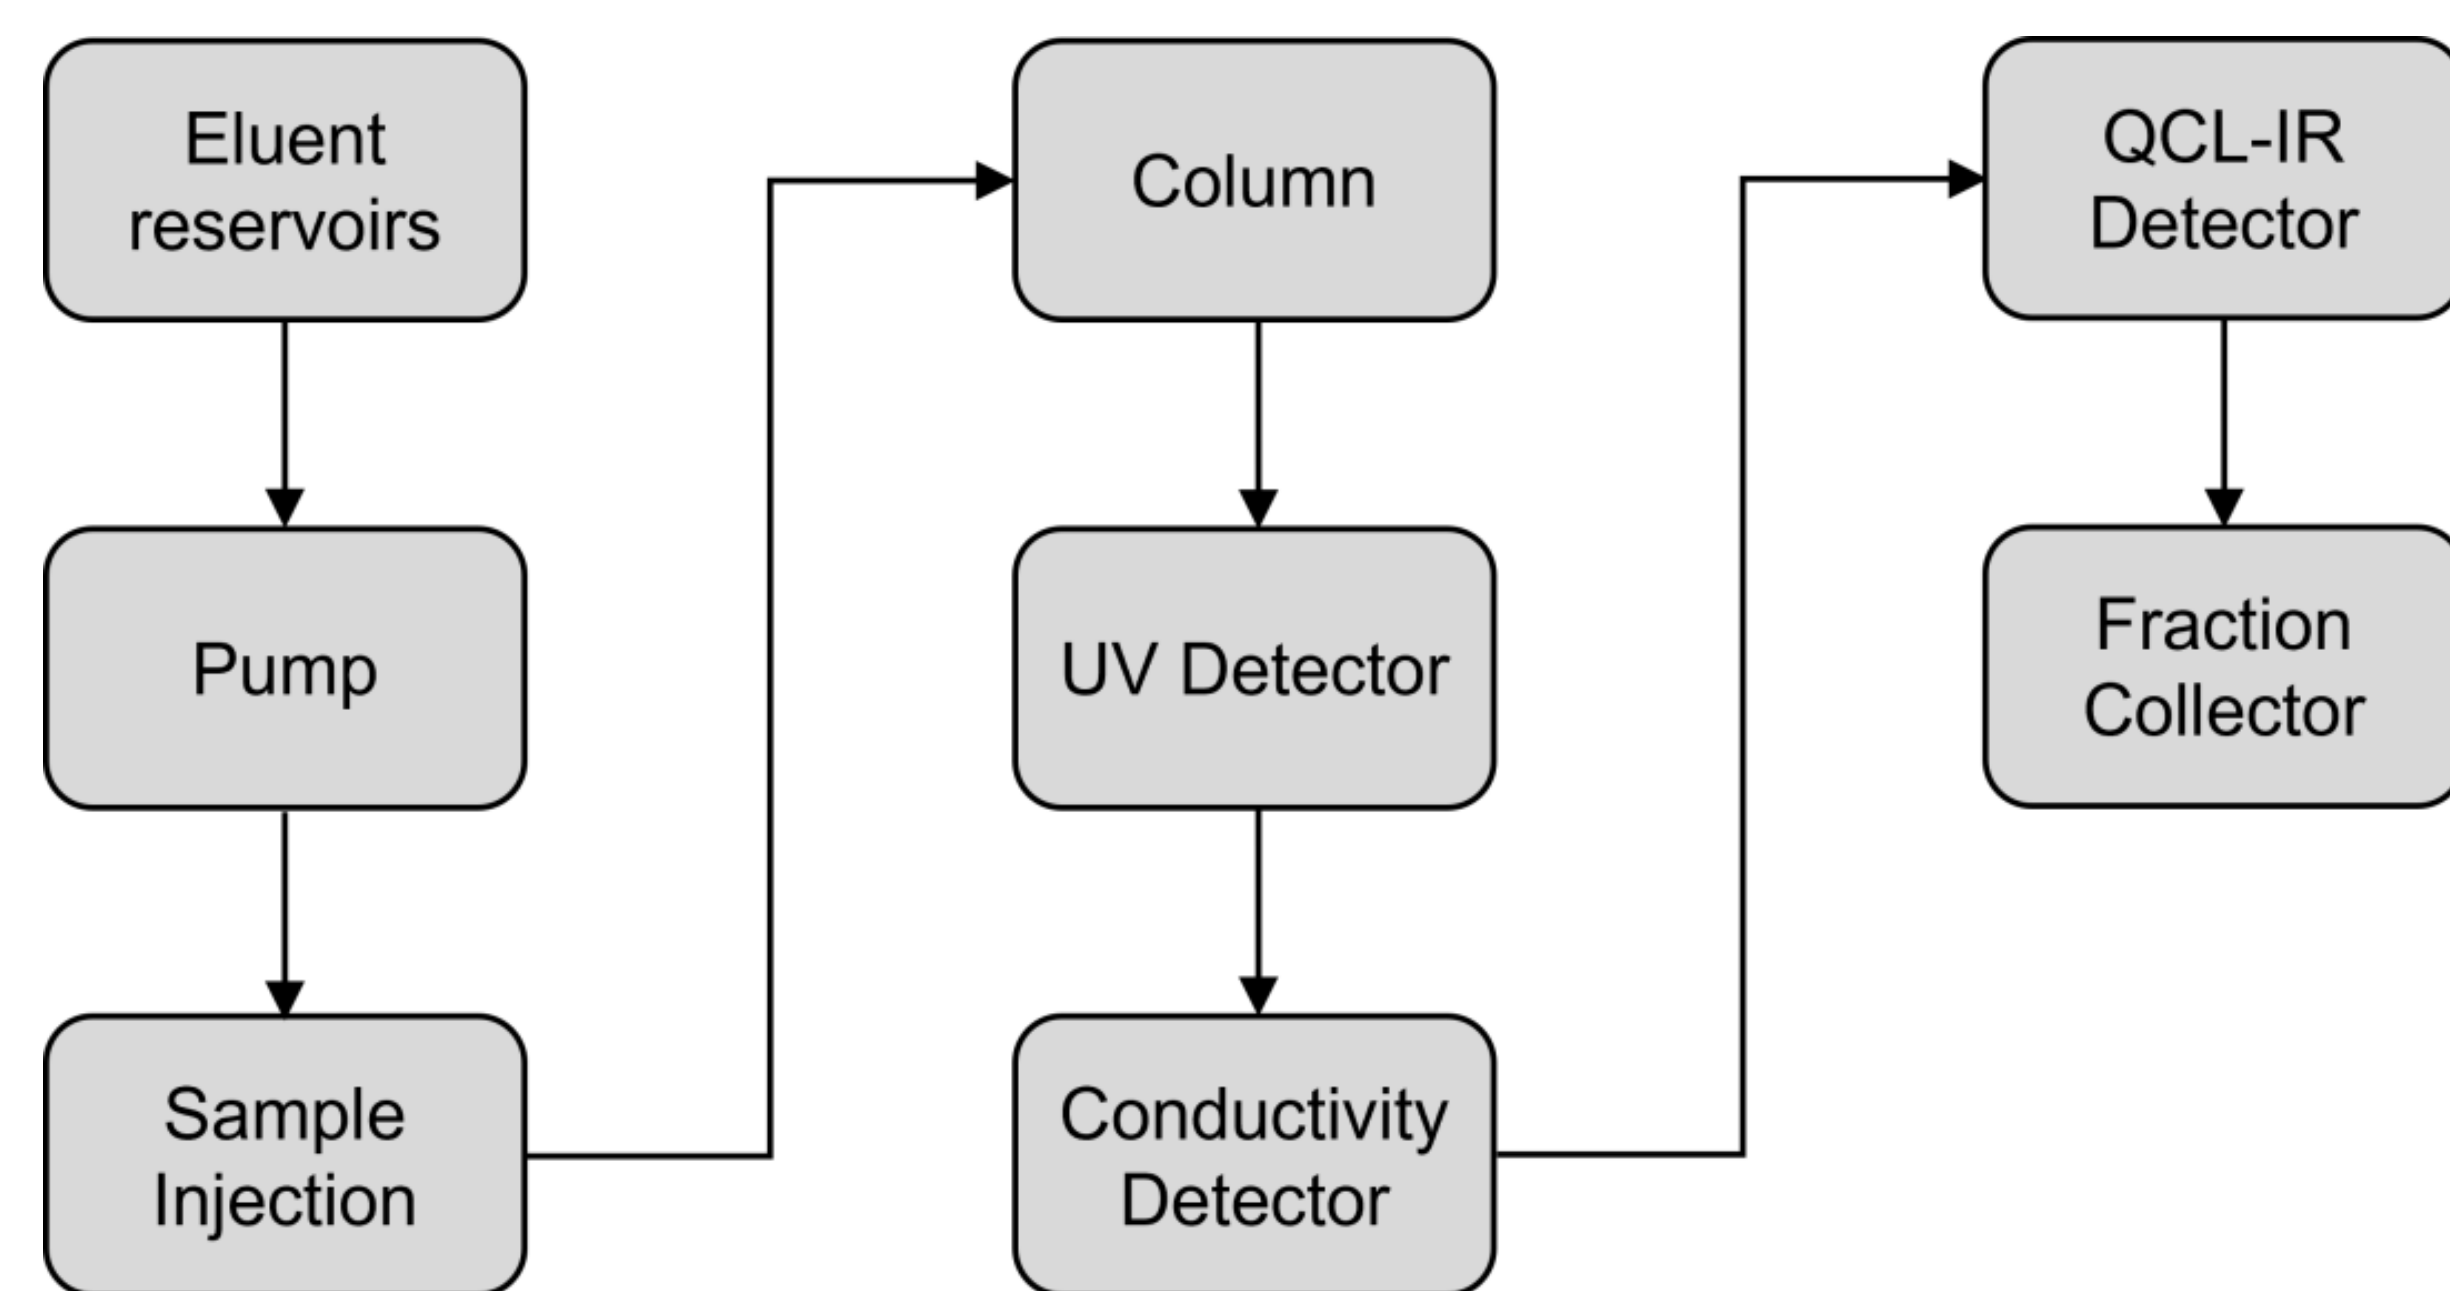 Eluent
reservoirs
Pump
Sample
Injection
Column
UV Detector
Conductivity
Detector
QCL-IR
Detector
Fraction
Collector